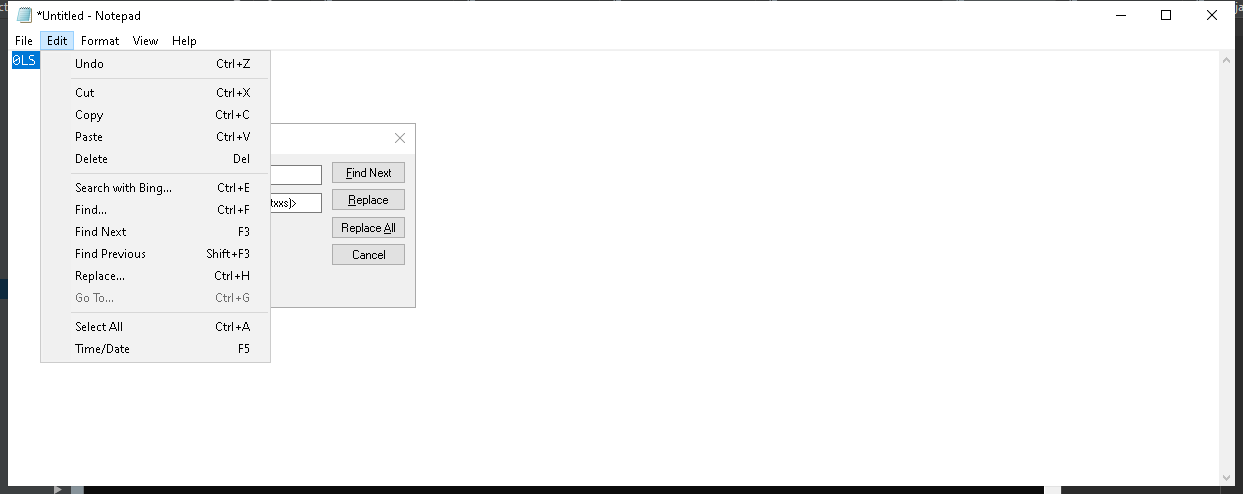 *Untitled - Notepad
File Edit Format View Help
0LS
Undo Ctrl+Z
Cut Ctrl+X
Copy Ctrl+C
Paste Ctrl+V
Delete Del
Search with Bing... Ctrl+E
Find... Ctrl+F
Find Next F3
Find Previous Shift+F3
Replace... Ctrl+H
Go To... Ctrl+G
Select All Ctrl+A
Time/Date F5
Find Next
txxs)>
Replace
Replace All
Cancel